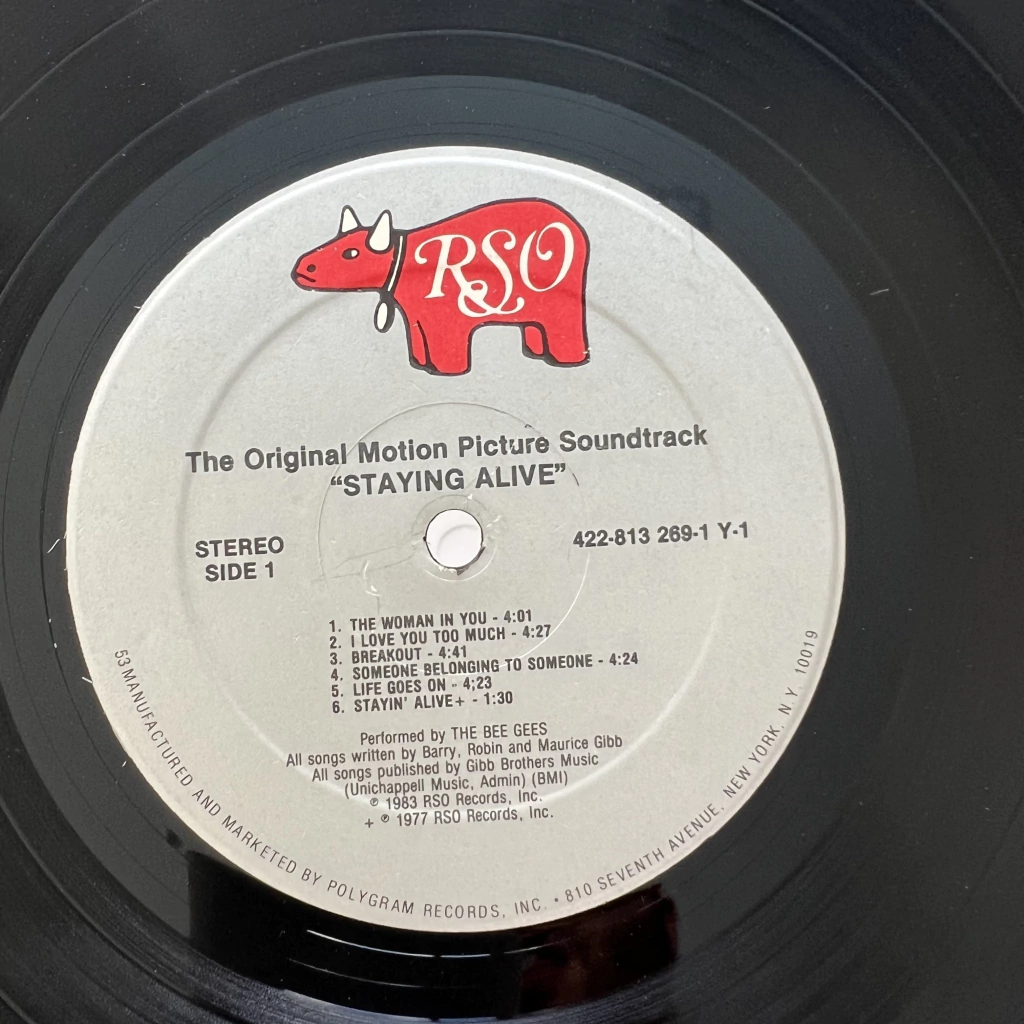 RSO
The Original Motion Picture Soundtrack
“STAYING ALIVE”
STEREO
SIDE 1
422-813 269-1 Y-1
1. THE WOMAN IN YOU - 4:01
2. I LOVE YOU TOO MUCH - 4:27
3. BREAKOUT - 4:41
4. SOMEONE BELONGING TO SOMEONE - 4:24
5. LIFE GOES ON - 4;23
6. STAYIN' ALIVE+ - 1:30
Performed by THE BEE GEES
All songs written by Barry, Robin and Maurice Gibb
All songs published by Gibb Brothers Music
(Unichappell Music, Admin) (BMI)
℗ 1983 RSO Records, Inc.
+ ℗ 1977 RSO Records, Inc.
53 MANUFACTURED AND MARKETED BY POLYGRAM RECORDS, INC. • 810 SEVENTH AVENUE, NEW YORK, N.Y. 10019